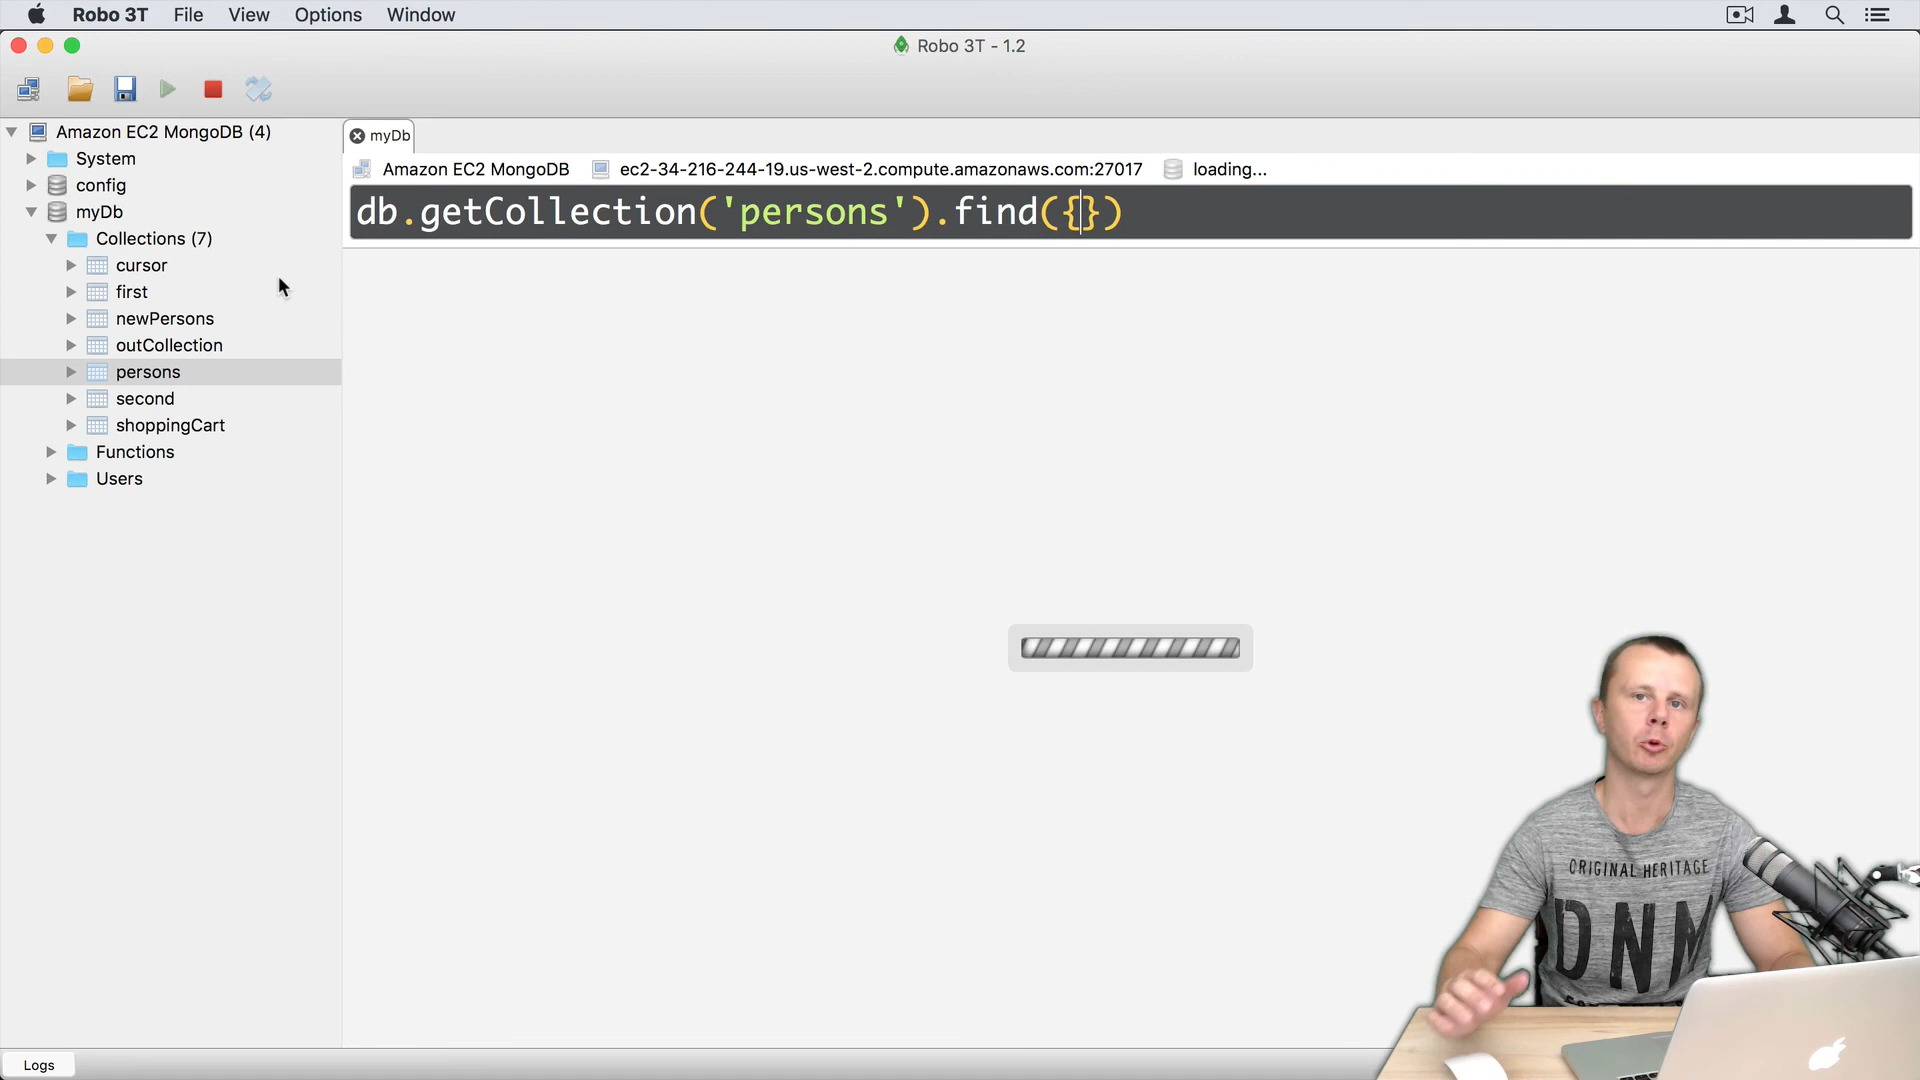 Robo 3T File View Options Window
Robo 3T - 1.2
Amazon EC2 MongoDB (4)
System
config
myDb
Collections (7)
cursor
first
newPersons
outCollection
persons
second
shoppingCart
Functions
Users
myDb
Amazon EC2 MongoDB ec2-34-216-244-19.us-west-2.compute.amazonaws.com:27017 loading...
db.getCollection('persons').find({})
ORIGINAL HERITAGE
DNM
Logs